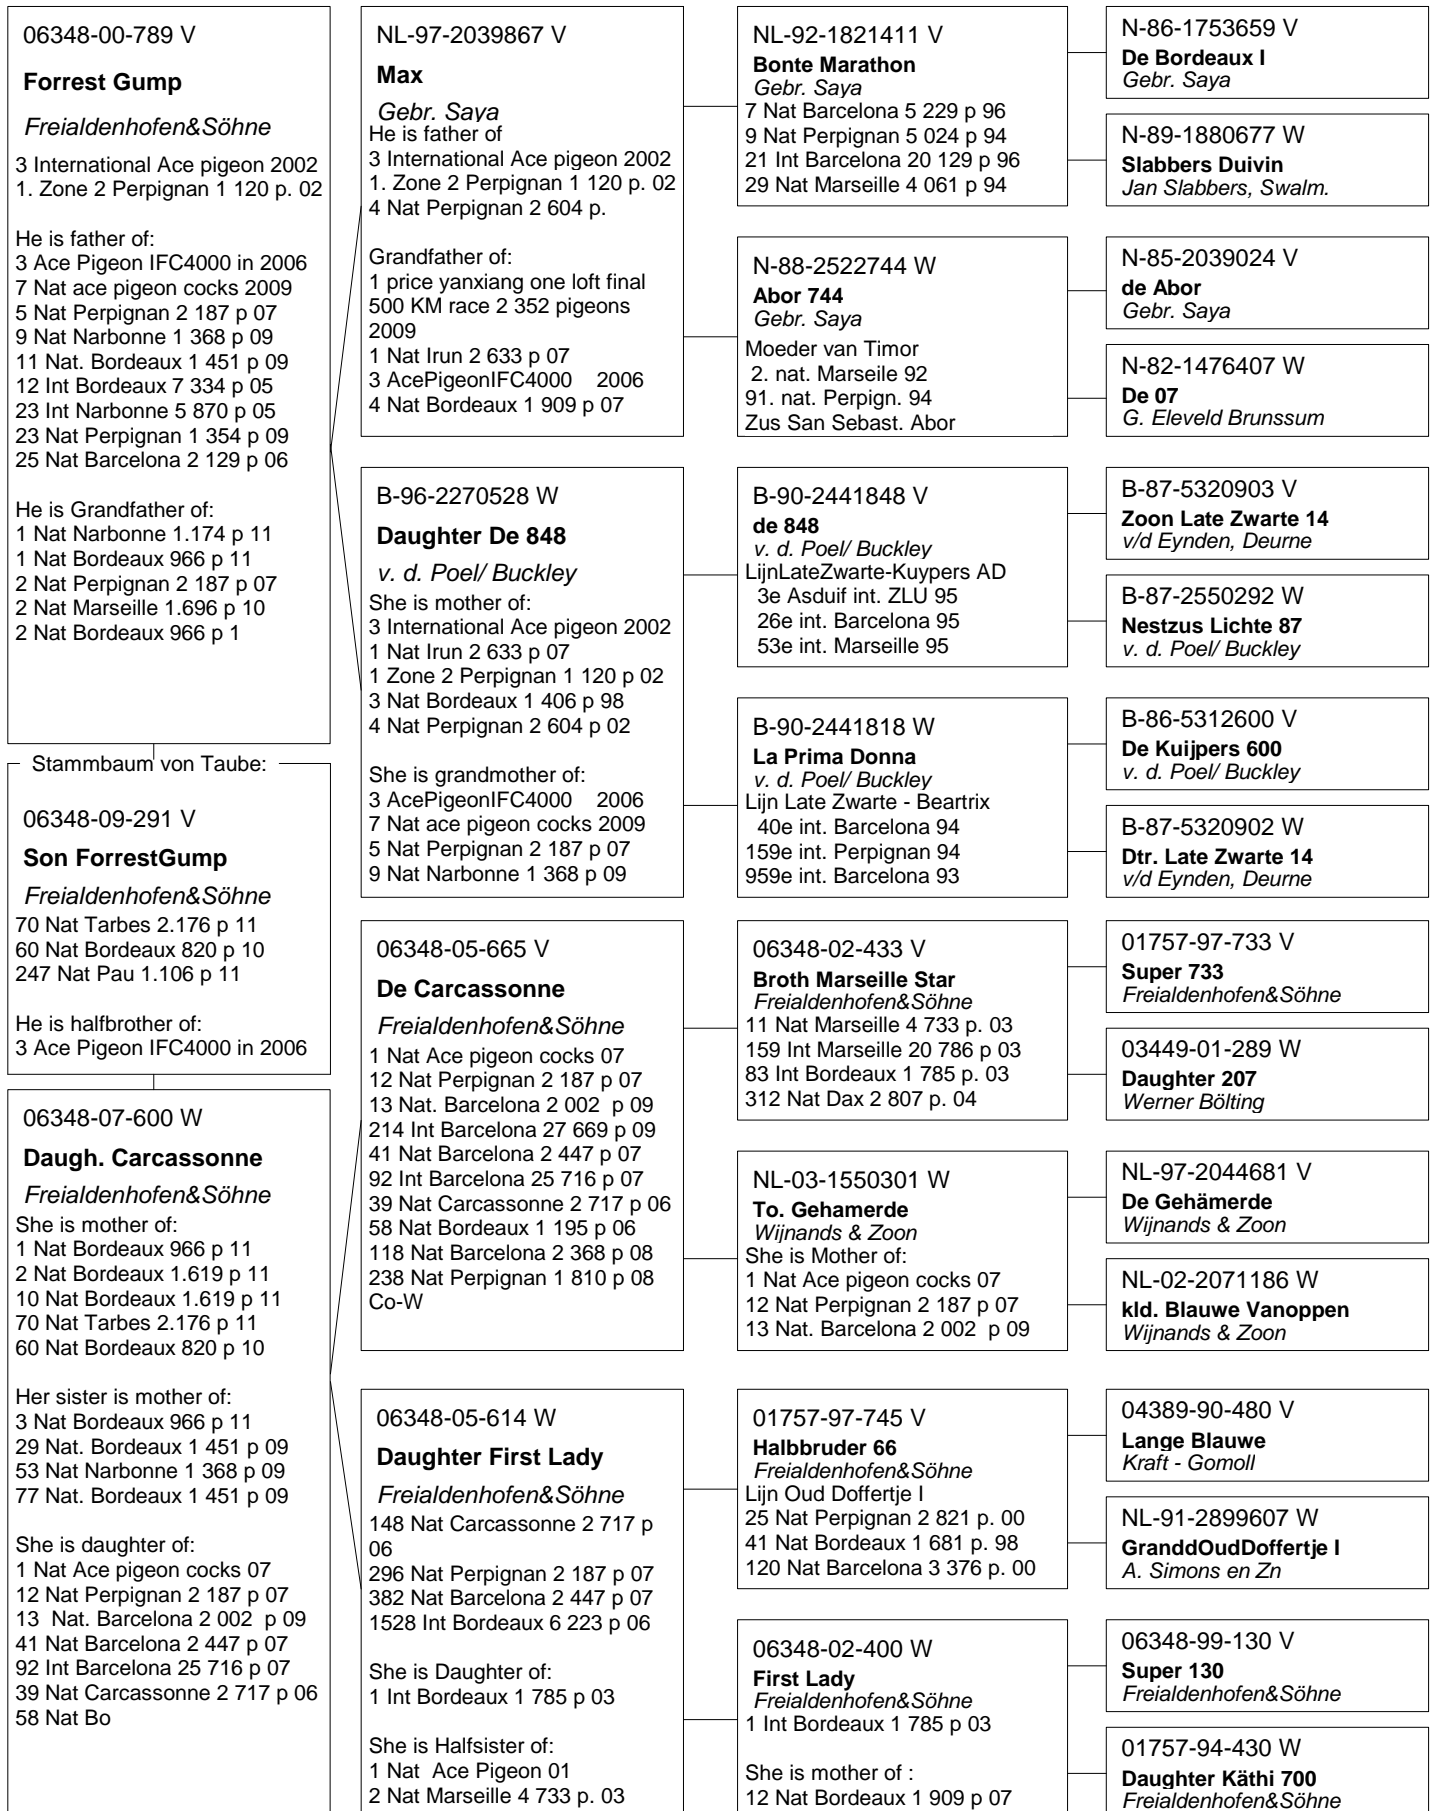 06348-00-789 V
Forrest Gump
Freialdenhofen&Söhne
3 International Ace pigeon 2002
1. Zone 2 Perpignan 1 120 p. 02
He is father of:
3 Ace Pigeon IFC4000 in 2006
7 Nat ace pigeon cocks 2009
5 Nat Perpignan 2 187 p 07
9 Nat Narbonne 1 368 p 09
11 Nat. Bordeaux 1 451 p 09
12 Int Bordeaux 7 334 p 05
23 Int Narbonne 5 870 p 05
23 Nat Perpignan 1 354 p 09
25 Nat Barcelona 2 129 p 06
He is Grandfather of:
1 Nat Narbonne 1.174 p 11
1 Nat Bordeaux 966 p 11
2 Nat Perpignan 2 187 p 07
2 Nat Marseille 1.696 p 10
2 Nat Bordeaux 966 p 1
Stammbaum von Taube:
06348-09-291 V
Son ForrestGump
Freialdenhofen&Söhne
70 Nat Tarbes 2.176 p 11
60 Nat Bordeaux 820 p 10
247 Nat Pau 1.106 p 11
He is halfbrother of:
3 Ace Pigeon IFC4000 in 2006
06348-07-600 W
Daugh. Carcassonne
Freialdenhofen&Söhne
She is mother of:
1 Nat Bordeaux 966 p 11
2 Nat Bordeaux 1.619 p 11
10 Nat Bordeaux 1.619 p 11
70 Nat Tarbes 2.176 p 11
60 Nat Bordeaux 820 p 10
Her sister is mother of:
3 Nat Bordeaux 966 p 11
29 Nat. Bordeaux 1 451 p 09
53 Nat Narbonne 1 368 p 09
77 Nat. Bordeaux 1 451 p 09
She is daughter of:
1 Nat Ace pigeon cocks 07
12 Nat Perpignan 2 187 p 07
13 Nat. Barcelona 2 002 p 09
41 Nat Barcelona 2 447 p 07
92 Int Barcelona 25 716 p 07
39 Nat Carcassonne 2 717 p 06
58 Nat Bo
NL-97-2039867 V
Max
Gebr. Saya
He is father of
3 International Ace pigeon 2002
1. Zone 2 Perpignan 1 120 p. 02
4 Nat Perpignan 2 604 p.
Grandfather of:
1 price yanxiang one loft final
500 KM race 2 352 pigeons
2009
1 Nat Irun 2 633 p 07
3 AcePigeonIFC4000 2006
4 Nat Bordeaux 1 909 p 07
B-96-2270528 W
Daughter De 848
v. d. Poel/ Buckley
She is mother of:
3 International Ace pigeon 2002
1 Nat Irun 2 633 p 07
1 Zone 2 Perpignan 1 120 p 02
3 Nat Bordeaux 1 406 p 98
4 Nat Perpignan 2 604 p 02
She is grandmother of:
3 AcePigeonIFC4000 2006
7 Nat ace pigeon cocks 2009
5 Nat Perpignan 2 187 p 07
9 Nat Narbonne 1 368 p 09
06348-05-665 V
De Carcassonne
Freialdenhofen&Söhne
1 Nat Ace pigeon cocks 07
12 Nat Perpignan 2 187 p 07
13 Nat. Barcelona 2 002 p 09
214 Int Barcelona 27 669 p 09
41 Nat Barcelona 2 447 p 07
92 Int Barcelona 25 716 p 07
39 Nat Carcassonne 2 717 p 06
58 Nat Bordeaux 1 195 p 06
118 Nat Barcelona 2 368 p 08
238 Nat Perpignan 1 810 p 08
Co-W
06348-05-614 W
Daughter First Lady
Freialdenhofen&Söhne
148 Nat Carcassonne 2 717 p
06
296 Nat Perpignan 2 187 p 07
382 Nat Barcelona 2 447 p 07
1528 Int Bordeaux 6 223 p 06
She is Daughter of:
1 Int Bordeaux 1 785 p 03
She is Halfsister of:
1 Nat Ace Pigeon 01
2 Nat Marseille 4 733 p. 03
NL-92-1821411 V
Bonte Marathon
Gebr. Saya
7 Nat Barcelona 5 229 p 96
9 Nat Perpignan 5 024 p 94
21 Int Barcelona 20 129 p 96
29 Nat Marseille 4 061 p 94
N-88-2522744 W
Abor 744
Gebr. Saya
Moeder van Timor
2. nat. Marseile 92
91. nat. Perpign. 94
Zus San Sebast. Abor
B-90-2441848 V
de 848
v. d. Poel/ Buckley
LijnLateZwarte-Kuypers AD
3e Asduif int. ZLU 95
26e int. Barcelona 95
53e int. Marseille 95
B-90-2441818 W
La Prima Donna
v. d. Poel/ Buckley
Lijn Late Zwarte - Beartrix
40e int. Barcelona 94
159e int. Perpignan 94
959e int. Barcelona 93
06348-02-433 V
Broth Marseille Star
Freialdenhofen&Söhne
11 Nat Marseille 4 733 p. 03
159 Int Marseille 20 786 p 03
83 Int Bordeaux 1 785 p. 03
312 Nat Dax 2 807 p. 04
NL-03-1550301 W
To. Gehamerde
Wijnands & Zoon
She is Mother of:
1 Nat Ace pigeon cocks 07
12 Nat Perpignan 2 187 p 07
13 Nat. Barcelona 2 002 p 09
01757-97-745 V
Halbbruder 66
Freialdenhofen&Söhne
Lijn Oud Doffertje I
25 Nat Perpignan 2 821 p. 00
41 Nat Bordeaux 1 681 p. 98
120 Nat Barcelona 3 376 p. 00
06348-02-400 W
First Lady
Freialdenhofen&Söhne
1 Int Bordeaux 1 785 p 03
She is mother of :
12 Nat Bordeaux 1 909 p 07
N-86-1753659 V
De Bordeaux I
Gebr. Saya
N-89-1880677 W
Slabbers Duivin
Jan Slabbers, Swalm.
N-85-2039024 V
de Abor
Gebr. Saya
N-82-1476407 W
De 07
G. Eleveld Brunssum
B-87-5320903 V
Zoon Late Zwarte 14
v/d Eynden, Deurne
B-87-2550292 W
Nestzus Lichte 87
v. d. Poel/ Buckley
B-86-5312600 V
De Kuijpers 600
v. d. Poel/ Buckley
B-87-5320902 W
Dtr. Late Zwarte 14
v/d Eynden, Deurne
01757-97-733 V
Super 733
Freialdenhofen&Söhne
03449-01-289 W
Daughter 207
Werner Bölting
NL-97-2044681 V
De Gehämerde
Wijnands & Zoon
NL-02-2071186 W
kld. Blauwe Vanoppen
Wijnands & Zoon
04389-90-480 V
Lange Blauwe
Kraft - Gomoll
NL-91-2899607 W
GranddOudDoffertje I
A. Simons en Zn
06348-99-130 V
Super 130
Freialdenhofen&Söhne
01757-94-430 W
Daughter Käthi 700
Freialdenhofen&Söhne